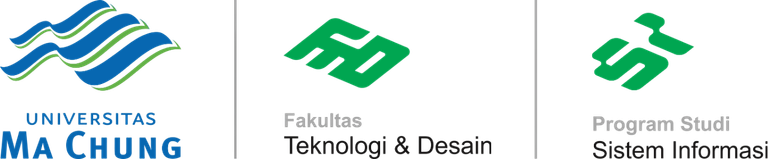 UNIVERSITAS
MA CHUNG
Fakultas
Teknologi & Desain
Program Studi
Sistem Informasi